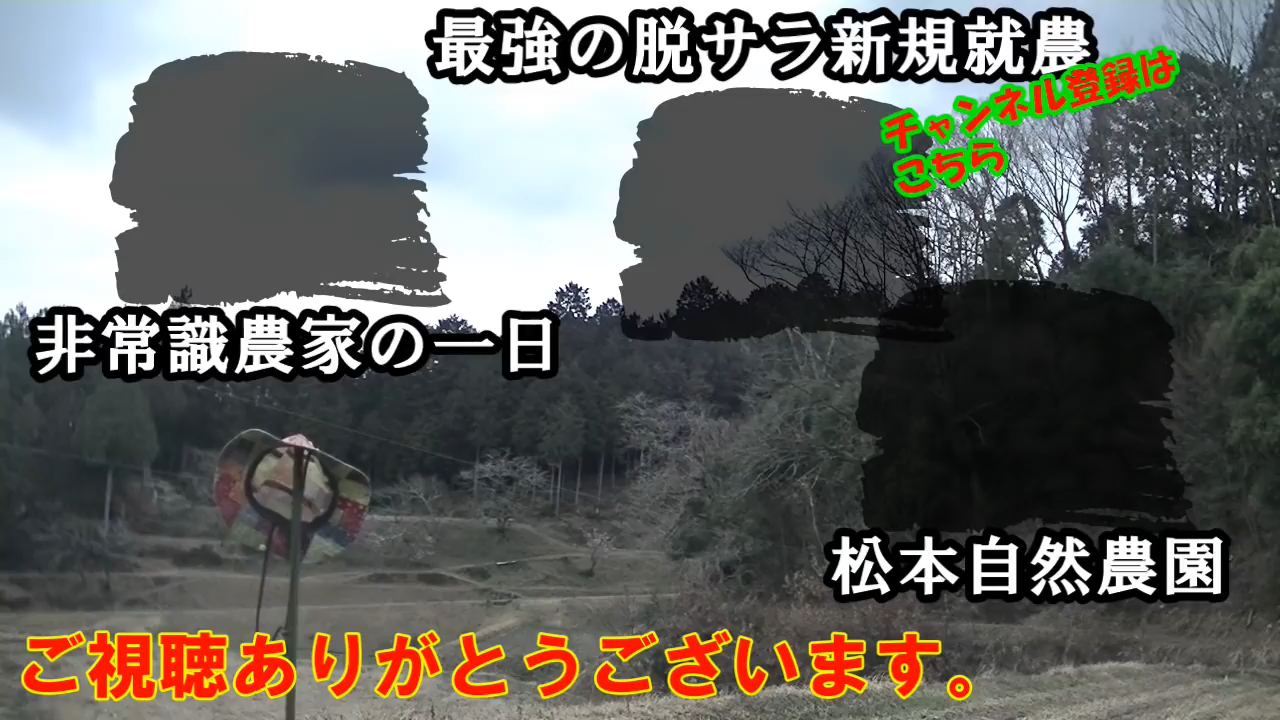 最強の脱サラ新規就農
チャンネル登録は
こちら
非常識農家の一日
松本自然農園
ご視聴ありがとうございます。